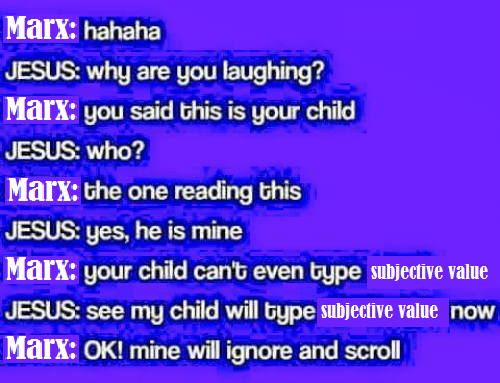 Marx: hahaha
JESUS: why are you laughing?
Marx: you said this is your child
JESUS: who?
Marx: the one reading this
JESUS: yes, he is mine
Marx: your child can't even type subjective value
JESUS: see my child will type subjective value now
Marx: OK! mine will ignore and scroll